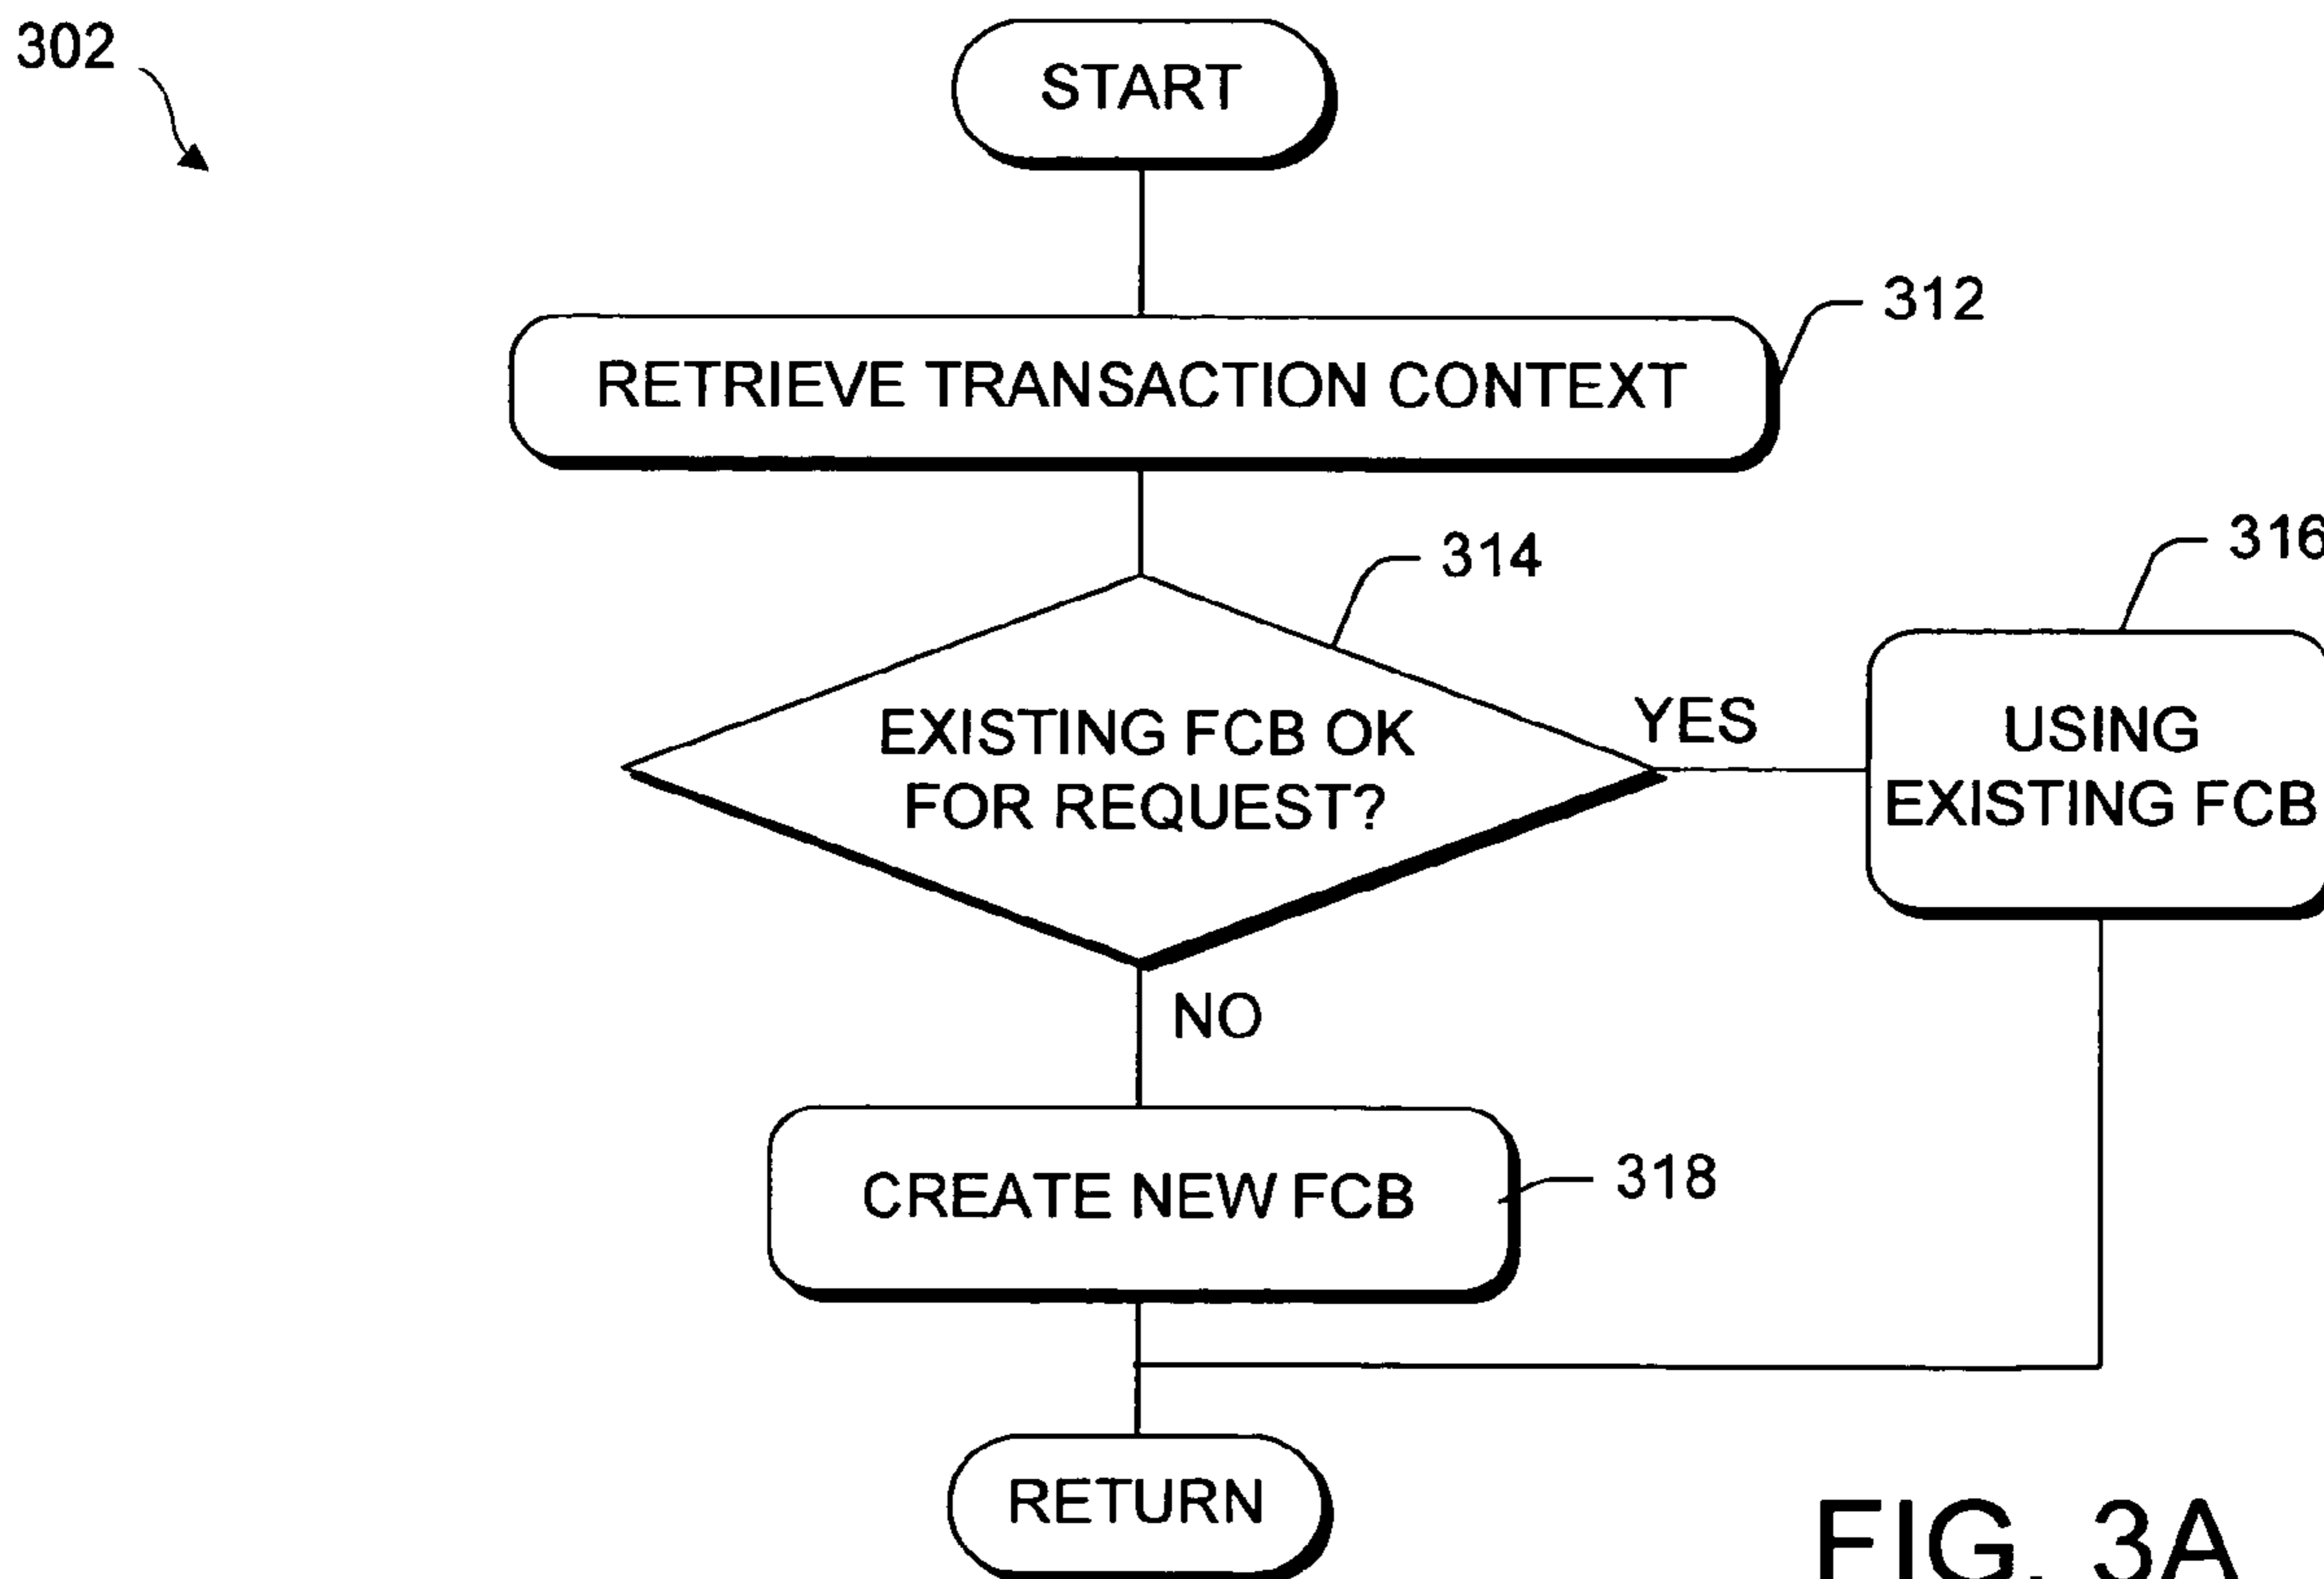 302
START
RETRIEVE TRANSACTION CONTEXT
312
314
316
EXISTING FCB OK
FOR REQUEST?
YES
USING
EXISTING FCB
NO
CREATE NEW FCB
318
RETURN
FIG. 3A